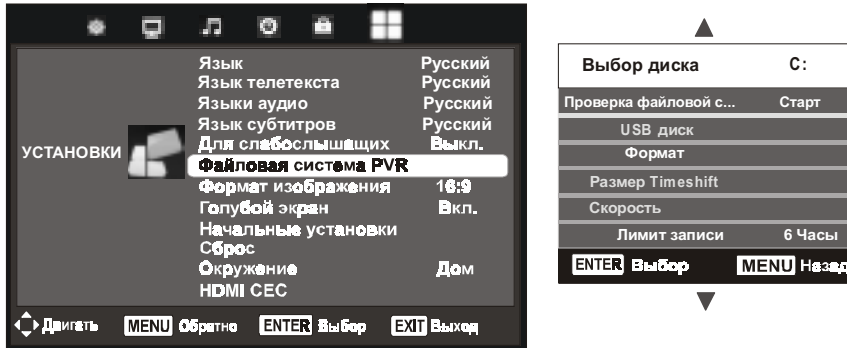 Язык Русский
Язык телетекста Русский
Языки аудио Русский
Язык субтитров Русский
Для слабослышащих Выкл.
УСТАНОВКИ
Файловая система PVR
Формат изображения 16:9
Голубой экран Вкл.
Начальные установки
Сброс
Окружение Дом
HDMI CEC
Двигать MENU Обратно ENTER Выбор EXIT Выход
Выбор диска C:
Проверка файловой с... Старт
USB диск
Формат
Размер Timeshift
Скорость
Лимит записи 6 Часы
ENTER Выбор MENU Назад